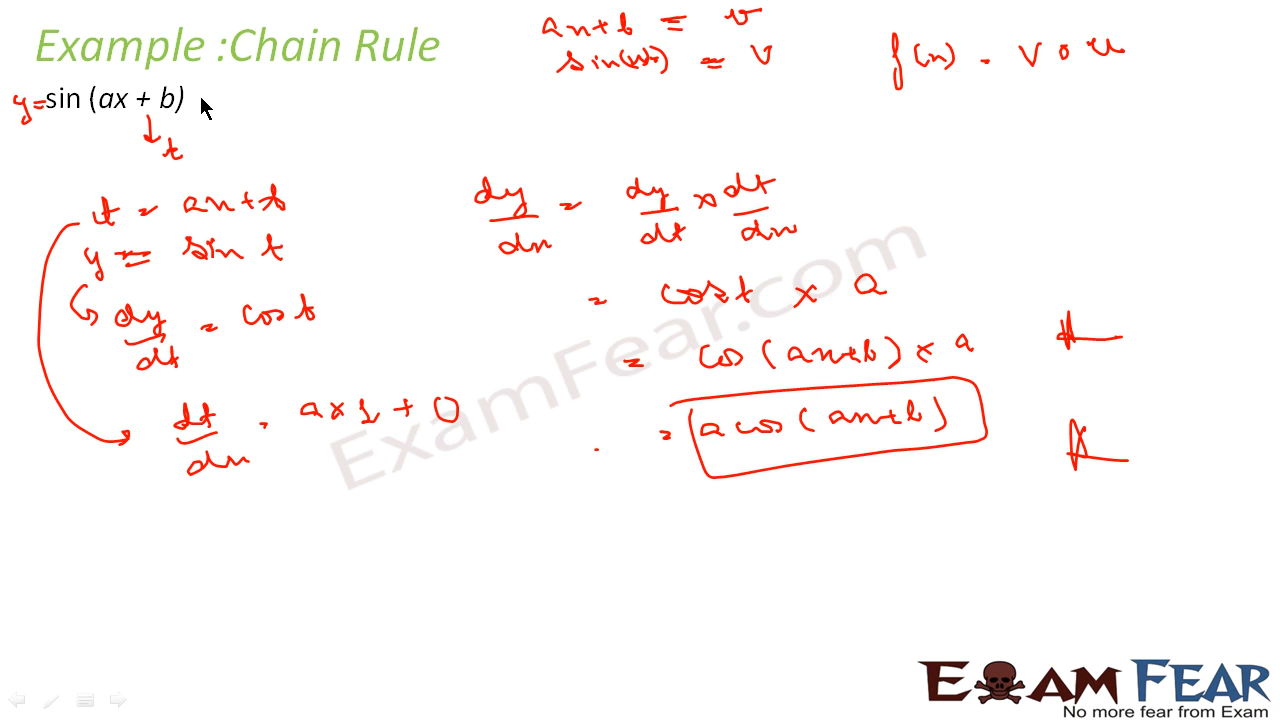 Example :Chain Rule
ax+b = u
sin(ax+b) = v
f(x) = v o u
y= sin (ax + b)
t
t = ax+b
y = sin t
dy/dt = cos t
dt/dx = a x 1 + 0
dy/dx = dy/dt x dt/dx
= cos t x a
= cos (ax+b) x a
= a cos (ax+b)
ExamFear.com
EXAM FEAR
No more fear from Exam